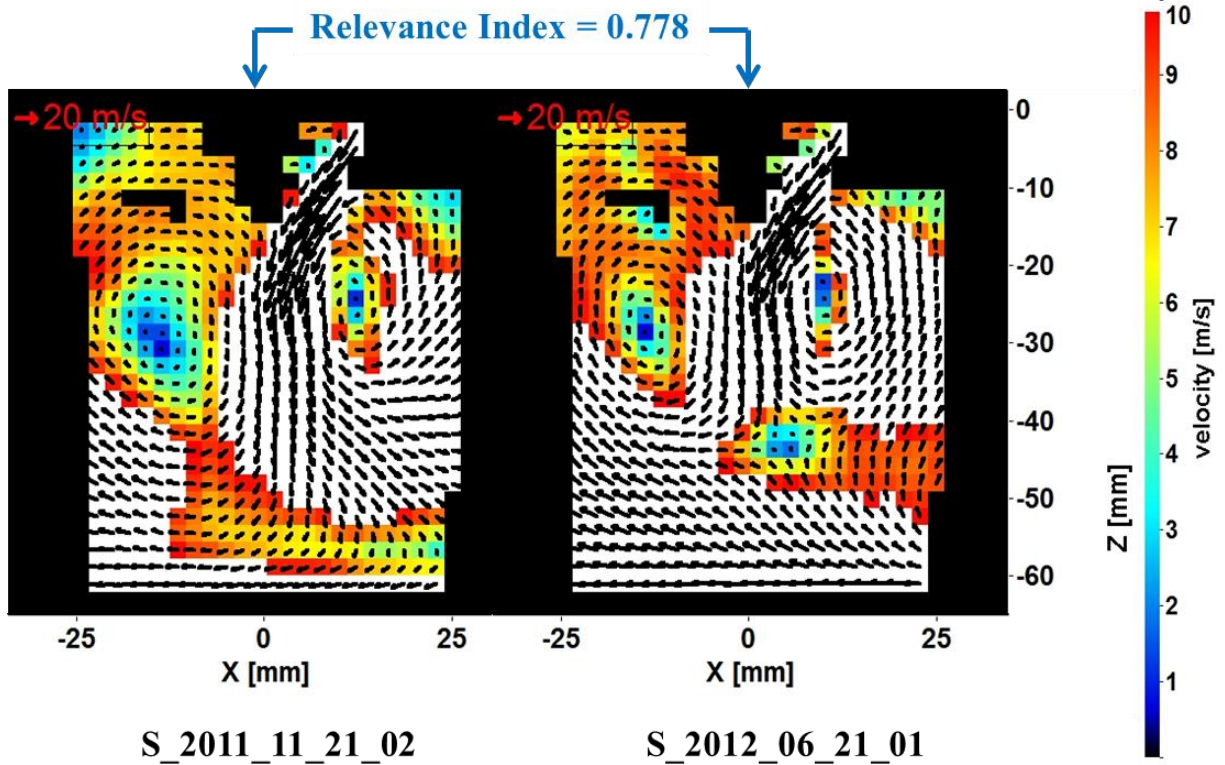 Relevance Index = 0.778
→20 m/s
→20 m/s
0
-10
-20
-30
-40
-50
-60
Z [mm]
10
9
8
7
6
5
4
3
2
1
velocity [m/s]
-25 0 25
X [mm]
-25 0 25
X [mm]
S_2011_11_21_02
S_2012_06_21_01